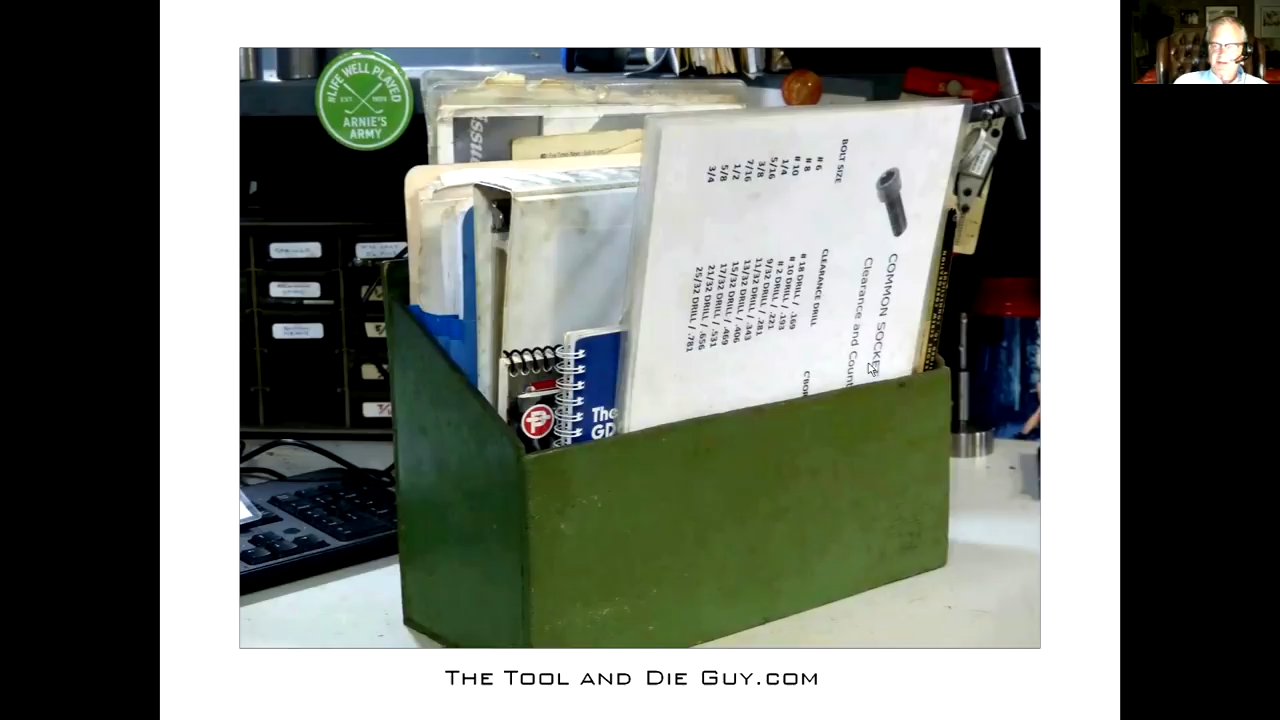 #LIFE WELL PLAYED
EST. 1929
ARNIE'S
ARMY
Issu
BOLT SIZE
# 6
# 8
# 10
1/4
5/16
3/8
7/16
1/2
5/8
3/4
COMMON SOCKE
Clearance and Count
CLEARANCE DRILL
# 18 DRILL / .169
# 10 DRILL / .193
# 2 DRILL / .221
9/32 DRILL / .281
11/32 DRILL / .343
13/32 DRILL / .406
15/32 DRILL / .469
17/32 DRILL / .531
21/32 DRILL / .656
25/32 DRILL / .781
C'BOR
The
GD
THE TOOL AND DIE GUY.COM